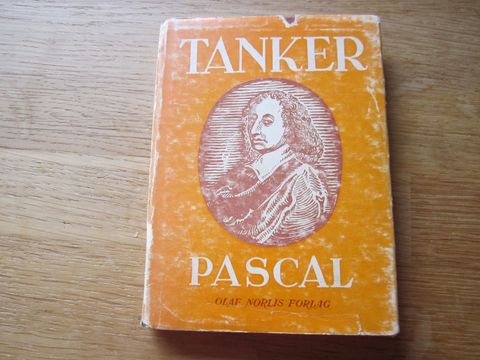 TANKER
PASCAL
OLAF NORLIS FORLAG